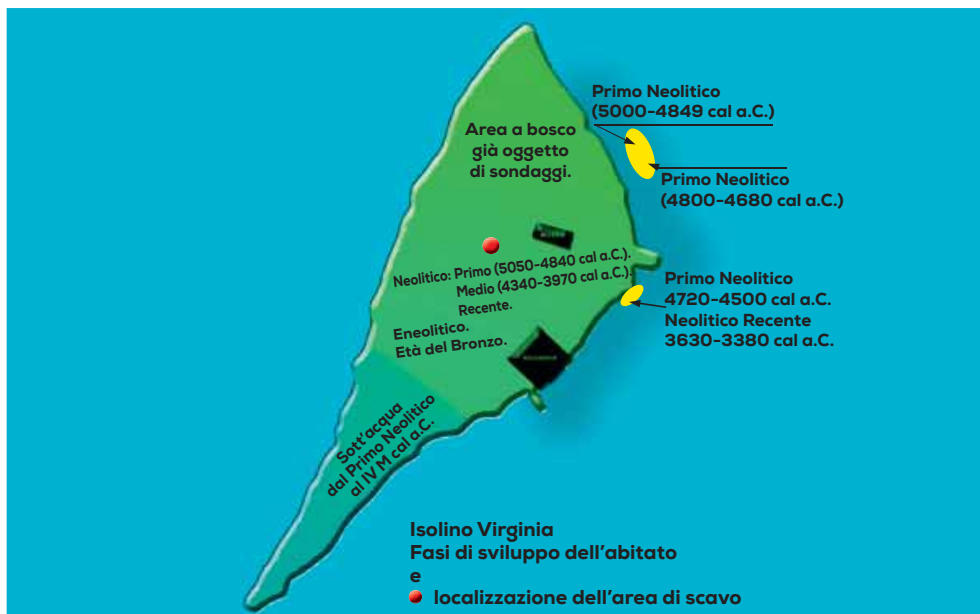 Primo Neolitico
(5000-4849 cal a.C.)
Area a bosco
già oggetto
di sondaggi.
Primo Neolitico
(4800-4680 cal a.C.)
Neolitico: Primo (5050-4840 cal a.C.).
Medio (4340-3970 cal a.C.).
Recente.
Eneolitico.
Età del Bronzo.
Primo Neolitico
4720-4500 cal a.C.
Neolitico Recente
3630-3380 cal a.C.
Sott'acqua
dal Primo Neolitico
al IV M cal a.C.
Isolino Virginia
Fasi di sviluppo dell'abitato
e
localizzazione dell'area di scavo